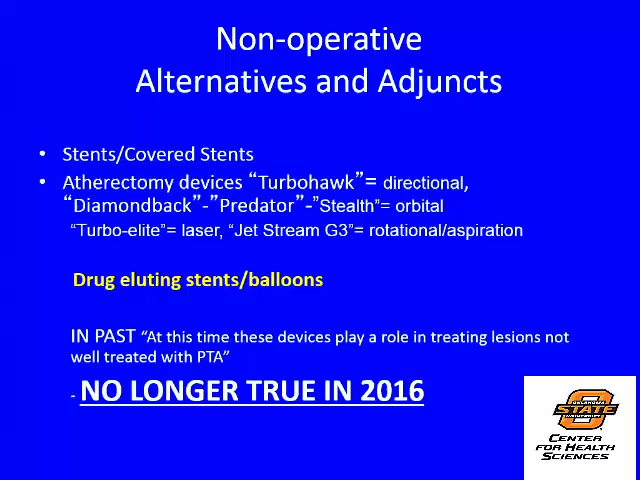 Non-operative
Alternatives and Adjuncts
• Stents/Covered Stents
• Atherectomy devices “Turbohawk”= directional,
“Diamondback”-”Predator”-”Stealth”= orbital
“Turbo-elite”= laser, “Jet Stream G3”= rotational/aspiration
Drug eluting stents/balloons
IN PAST “At this time these devices play a role in treating lesions not
well treated with PTA”
- NO LONGER TRUE IN 2016
OKLAHOMA
STATE
UNIVERSITY
CENTER
FOR HEALTH
SCIENCES